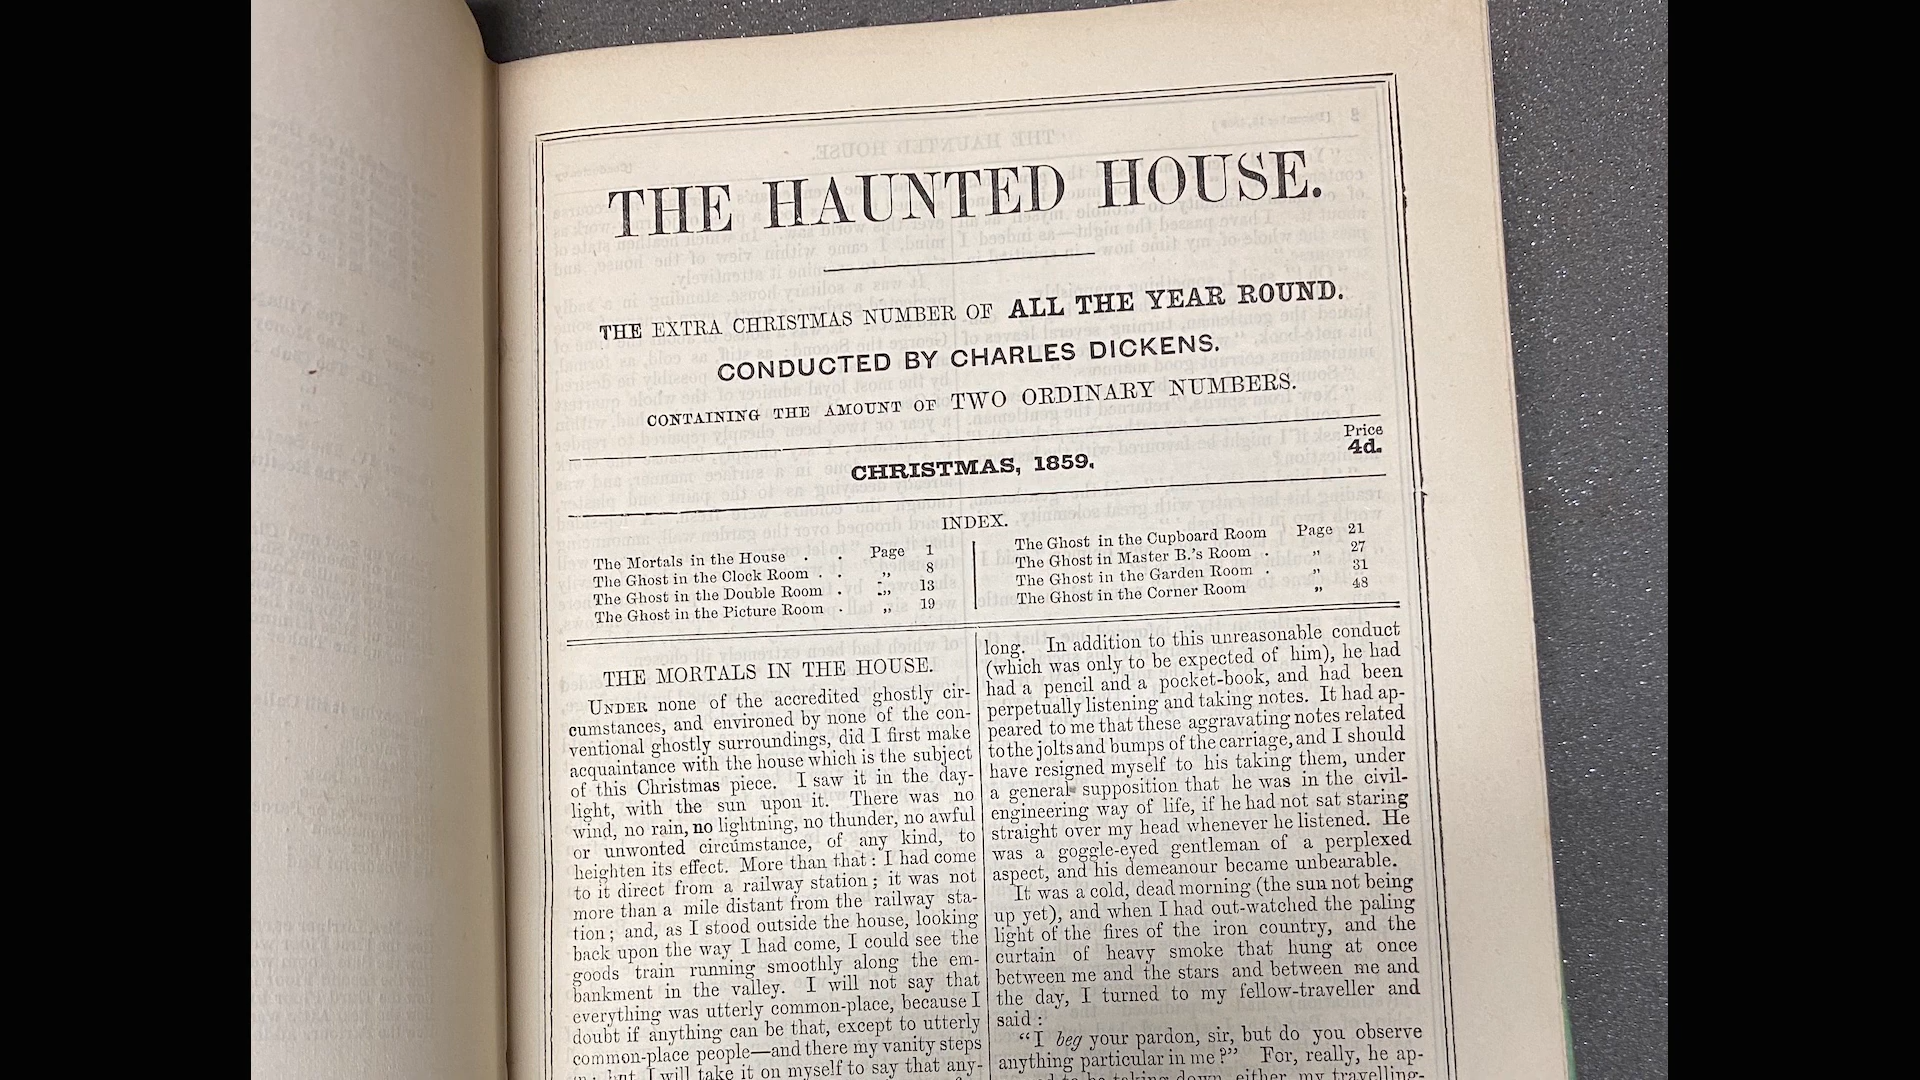 THE HAUNTED HOUSE.
THE EXTRA CHRISTMAS NUMBER OF ALL THE YEAR ROUND.
CONDUCTED BY CHARLES DICKENS.
CONTAINING THE AMOUNT OF TWO ORDINARY NUMBERS.
CHRISTMAS, 1859.
Price
4d.
INDEX.
The Mortals in the House . . Page 1
The Ghost in the Clock Room . . „ 8
The Ghost in the Double Room . . „ 13
The Ghost in the Picture Room . „ 19
The Ghost in the Cupboard Room Page 21
The Ghost in Master B.'s Room . „ 27
The Ghost in the Garden Room . „ 31
The Ghost in the Corner Room „ 48
THE MORTALS IN THE HOUSE.
UNDER none of the accredited ghostly cir-
cumstances, and environed by none of the con-
ventional ghostly surroundings, did I first make
acquaintance with the house which is the subject
of this Christmas piece. I saw it in the day-
light, with the sun upon it. There was no
wind, no rain, no lightning, no thunder, no awful
or unwonted circumstance, of any kind, to
heighten its effect. More than that: I had come
to it direct from a railway station; it was not
more than a mile distant from the railway sta-
tion; and, as I stood outside the house, looking
back upon the way I had come, I could see the
goods train running smoothly along the em-
bankment in the valley. I will not say that
everything was utterly common-place, because I
doubt if anything can be that, except to utterly
common-place people—and there my vanity steps
in; but, I will take it on myself to say that any-
long. In addition to this unreasonable conduct
(which was only to be expected of him), he had
had a pencil and a pocket-book, and had been
perpetually listening and taking notes. It had ap-
peared to me that these aggravating notes related
to the jolts and bumps of the carriage, and I should
have resigned myself to his taking them, under
a general supposition that he was in the civil-
engineering way of life, if he had not sat staring
straight over my head whenever he listened. He
was a goggle-eyed gentleman of a perplexed
aspect, and his demeanour became unbearable.
It was a cold, dead morning (the sun not being
up yet), and when I had out-watched the paling
light of the fires of the iron country, and the
curtain of heavy smoke that hung at once
between me and the stars and between me and
the day, I turned to my fellow-traveller and
said:
"I beg your pardon, sir, but do you observe
anything particular in me?" For, really, he ap-
peared to be taking down, either my travelling-